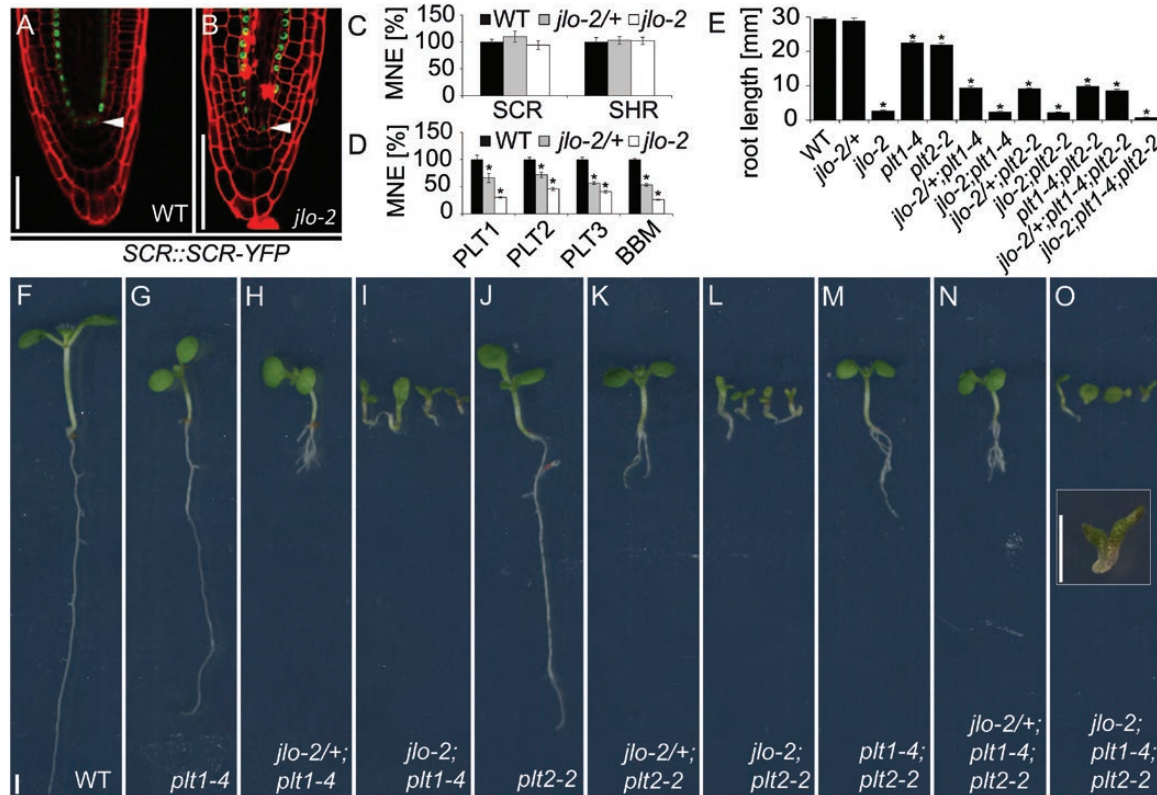 A
B
WT
jlo-2
SCR::SCR-YFP
C
MNE [%]
150
100
50
0
WT jlo-2/+ jlo-2
SCR SHR
D
MNE [%]
150
100
50
0
WT jlo-2/+ jlo-2
* * * * * * * *
PLT1 PLT2 PLT3 BBM
E
root length [mm]
30
20
10
0
* * * * * * * * * *
WT
jlo-2/+
jlo-2
plt1-4
plt2-2
jlo-2/+;plt1-4
jlo-2;plt1-4
jlo-2/+;plt2-2
jlo-2;plt2-2
plt1-4;plt2-2
jlo-2/+;plt1-4;plt2-2
jlo-2;plt1-4;plt2-2
F
WT
G
plt1-4
H
jlo-2/+;
plt1-4
I
jlo-2;
plt1-4
J
plt2-2
K
jlo-2/+;
plt2-2
L
jlo-2;
plt2-2
M
plt1-4;
plt2-2
N
jlo-2/+;
plt1-4;
plt2-2
O
jlo-2;
plt1-4;
plt2-2